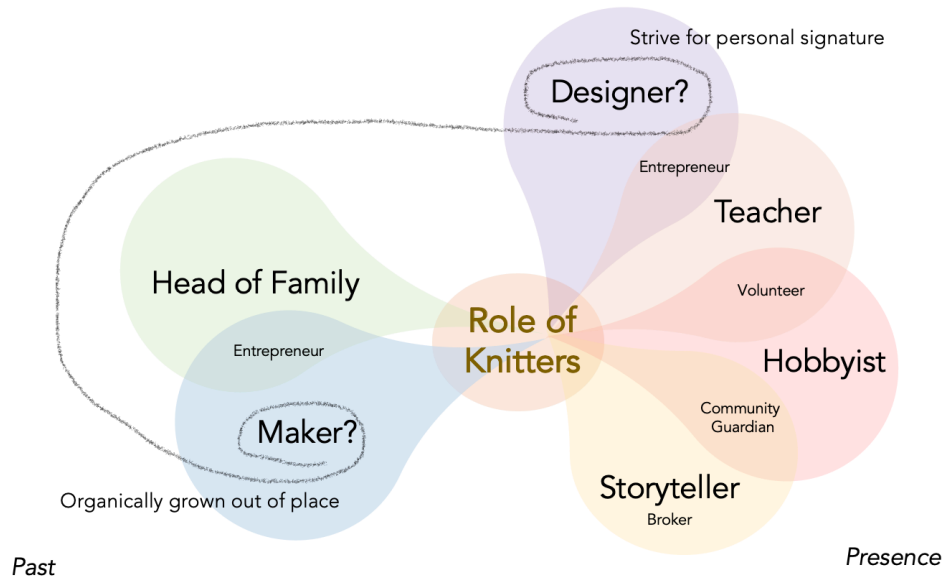 Strive for personal signature
Designer?
Entrepreneur
Teacher
Head of Family
Volunteer
Role of
Knitters
Entrepreneur
Hobbyist
Community
Guardian
Maker?
Storyteller
Organically grown out of place
Broker
Past
Presence